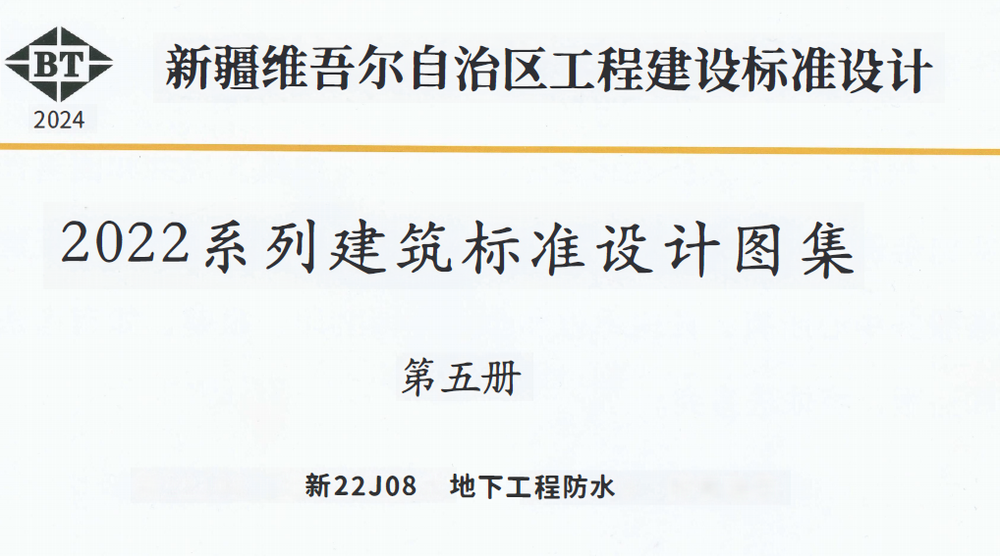 BT
2024
新疆维吾尔自治区工程建设标准设计
2022系列建筑标准设计图集
第五册
新22J08 地下工程防水